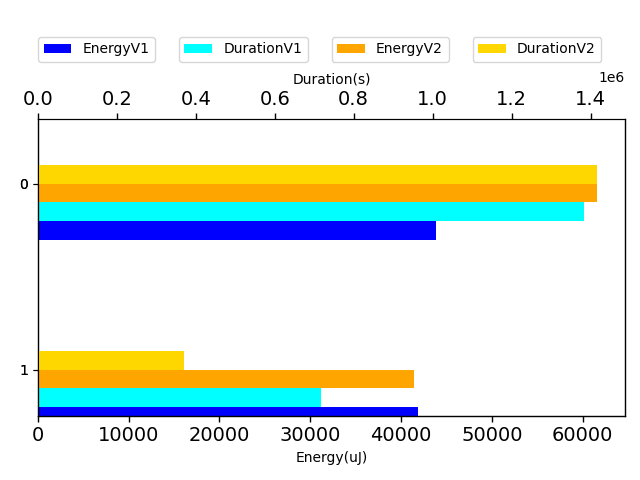 EnergyV1 DurationV1 EnergyV2 DurationV2
Duration(s)
1e6
0.0 0.2 0.4 0.6 0.8 1.0 1.2 1.4
0
1
0 10000 20000 30000 40000 50000 60000
Energy(uJ)